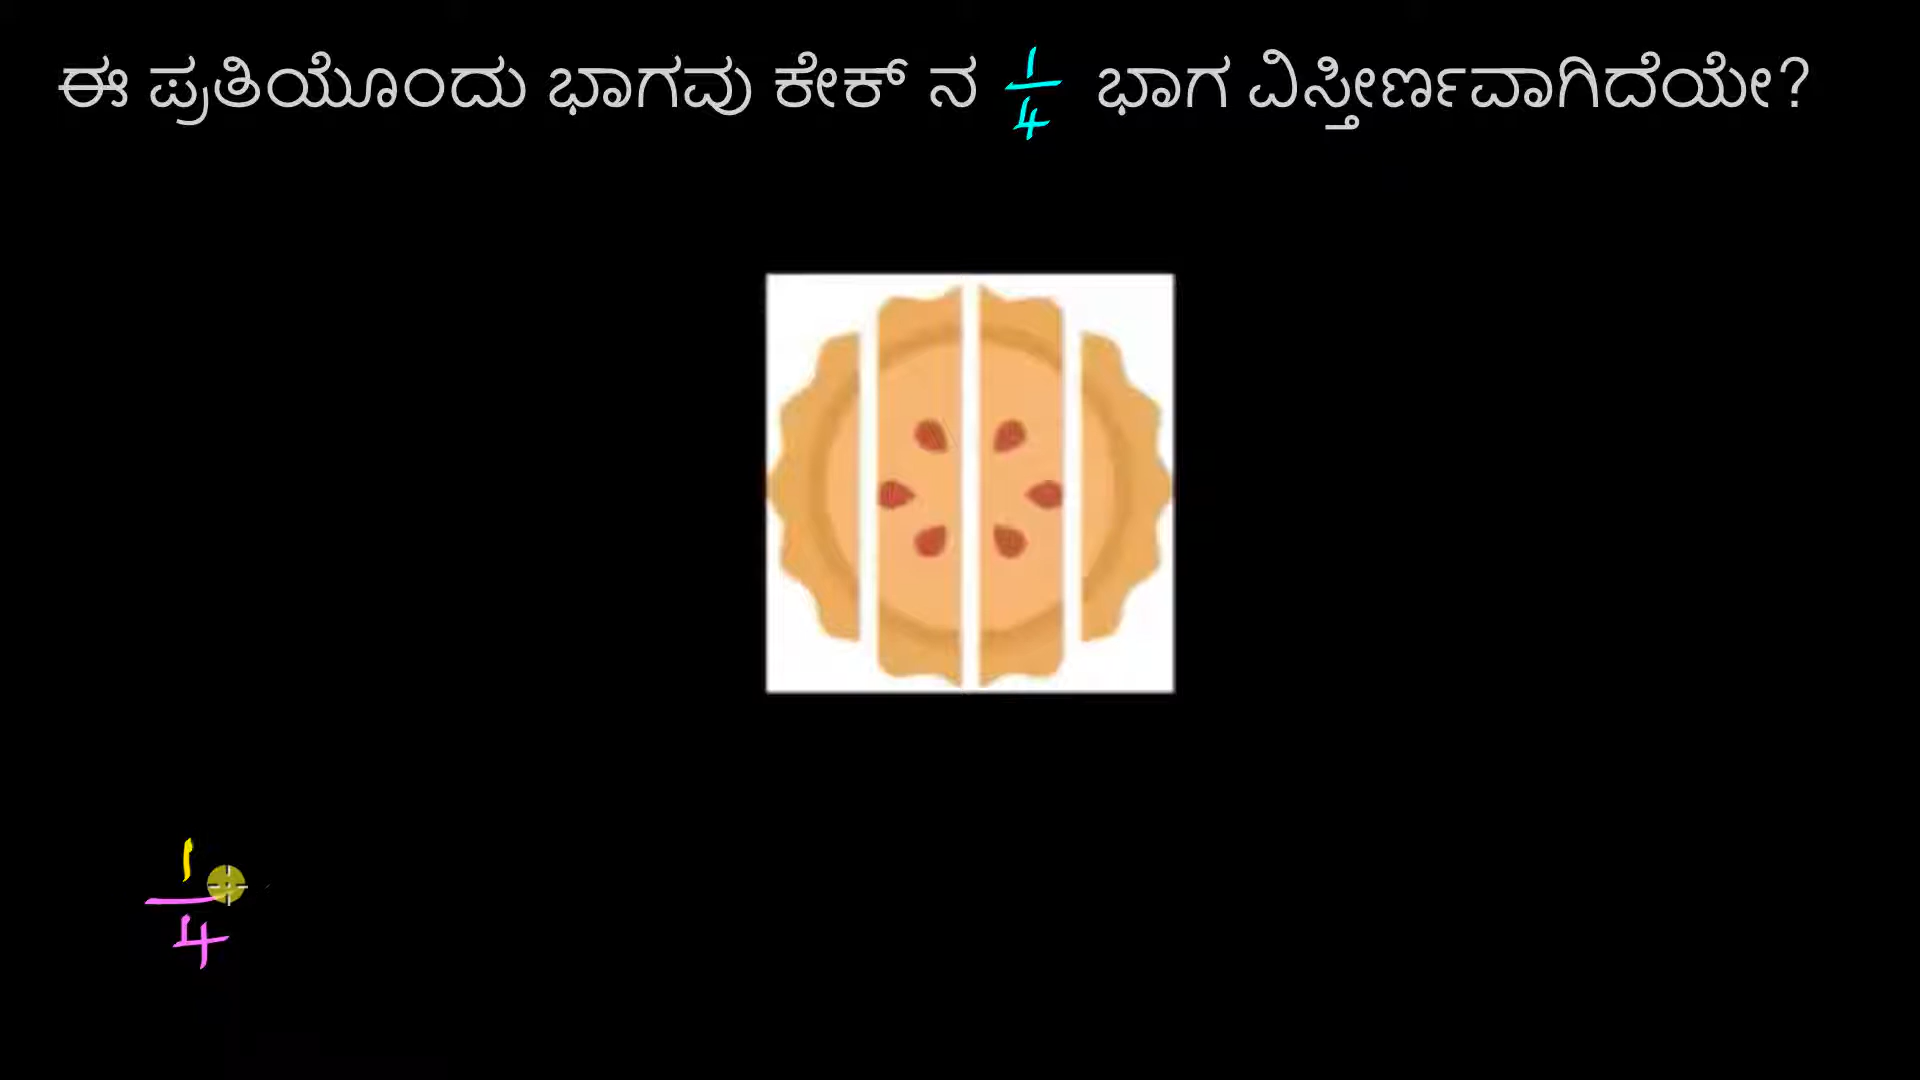 ಈ ಪ್ರತಿಯೊಂದು ಭಾಗವು ಕೇಕ್ ನ 1/4 ಭಾಗ ವಿಸ್ತೀರ್ಣವಾಗಿದೆಯೇ?
1/4